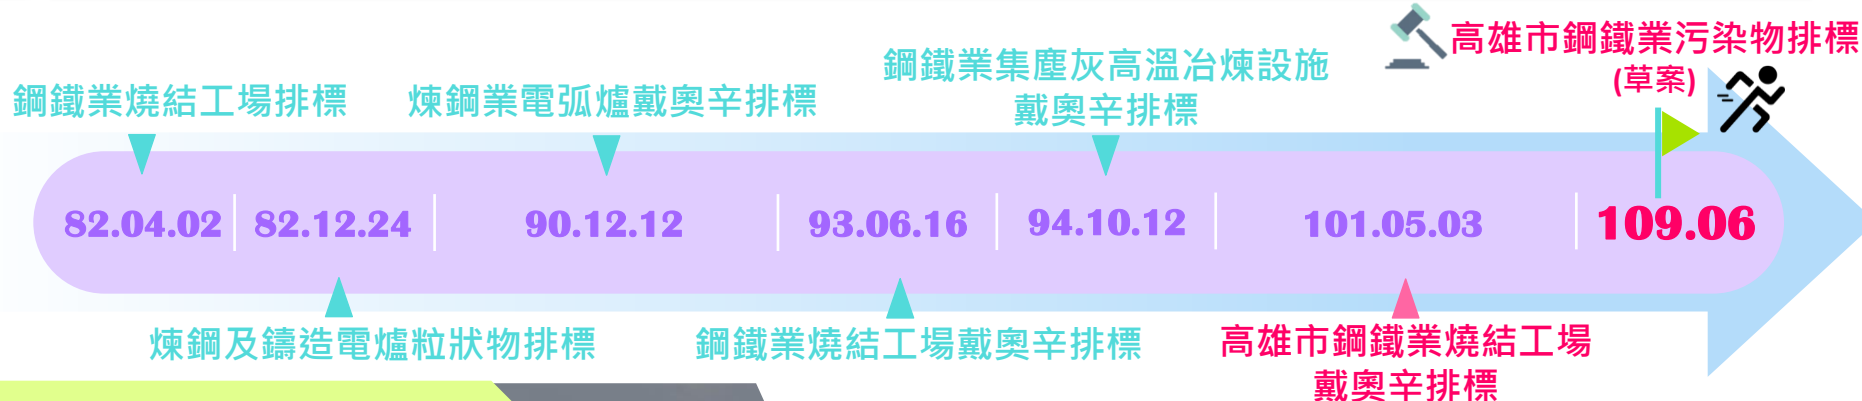 高雄市鋼鐵業污染物排標
(草案)
鋼鐵業集塵灰高溫冶煉設施
戴奧辛排標
鋼鐵業燒結工場排標
煉鋼業電弧爐戴奧辛排標
82.04.02
82.12.24
90.12.12
93.06.16
94.10.12
101.05.03
109.06
煉鋼及鑄造電爐粒狀物排標
鋼鐵業燒結工場戴奧辛排標
高雄市鋼鐵業燒結工場
戴奧辛排標